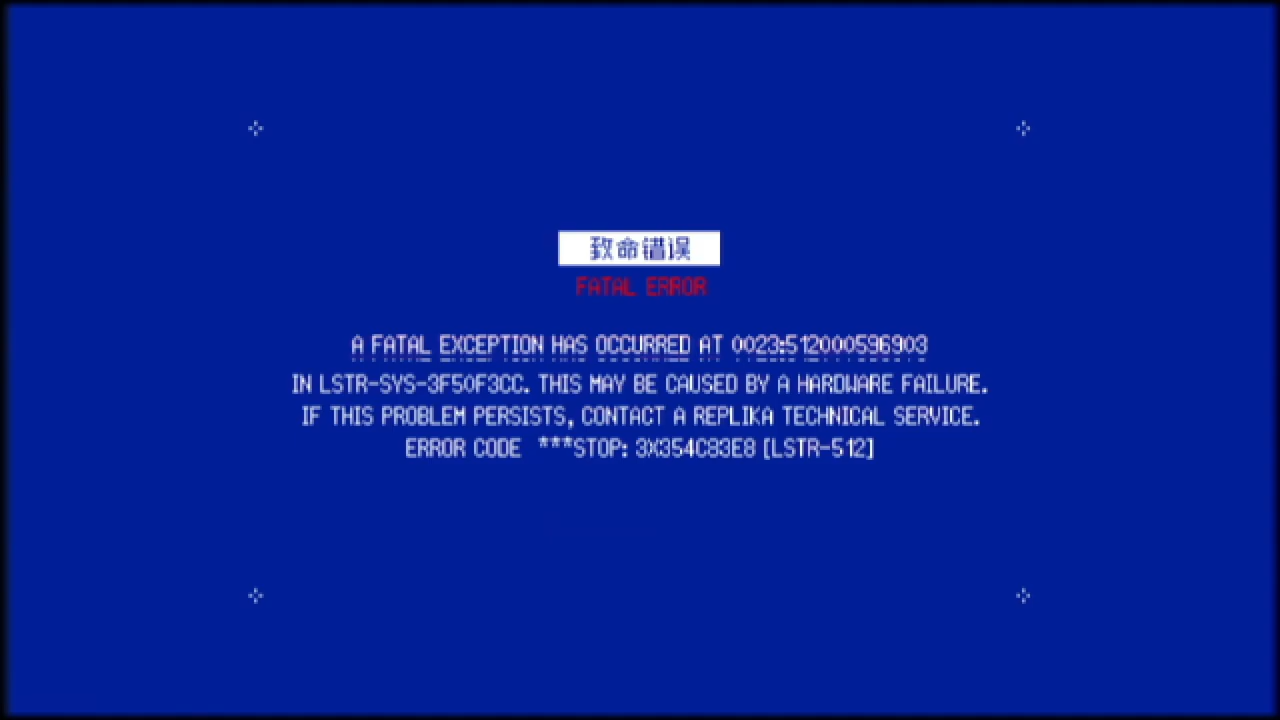 致命错误
FATAL ERROR
A FATAL EXCEPTION HAS OCCURRED AT 0023:512000596903
IN LSTR-SYS-3F50F3CC. THIS MAY BE CAUSED BY A HARDWARE FAILURE.
IF THIS PROBLEM PERSISTS, CONTACT A REPLIKA TECHNICAL SERVICE.
ERROR CODE ***STOP: 3X354C83E8 [LSTR-512]